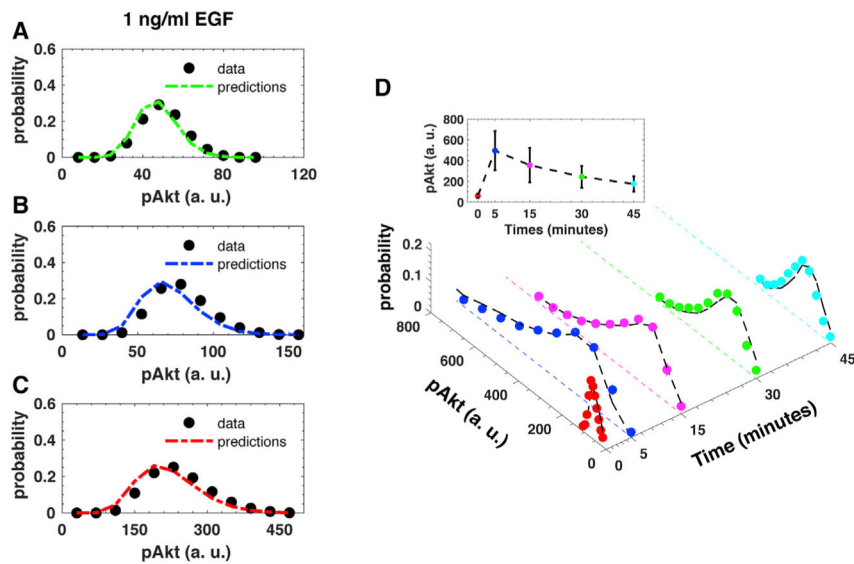 1 ng/ml EGF
A
probability
0.6
0.4
0.2
0
data
predictions
0 40 80 120
pAkt (a. u.)
B
probability
0.6
0.4
0.2
0
data
predictions
0 50 100 150
pAkt (a. u.)
C
probability
0.6
0.4
0.2
0
data
predictions
0 150 300 450
pAkt (a. u.)
D
pAkt (a. u.)
800
600
400
200
0
0 5 15 30 45
Times (minutes)
probability
0.2
0.1
0
800
600
400
200
0
pAkt (a. u.)
0
5
15
30
45
Time (minutes)